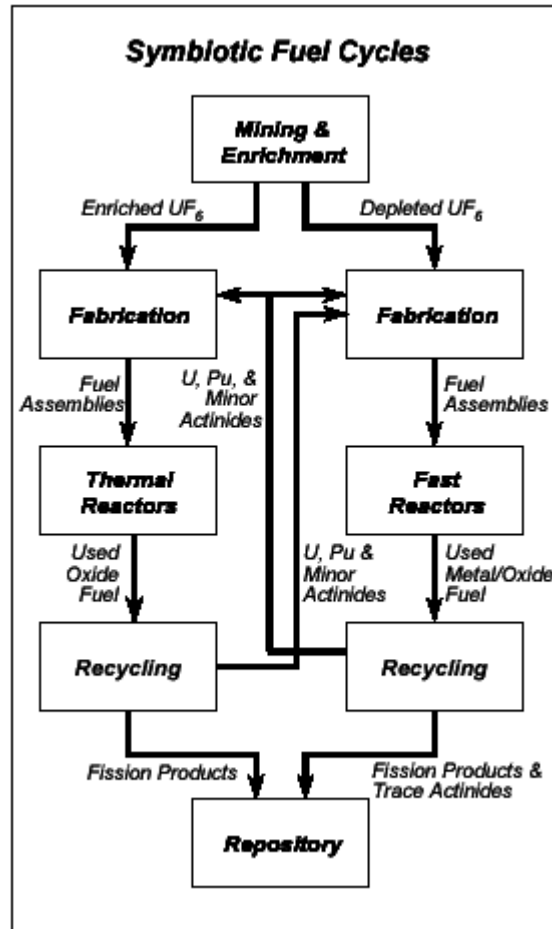 Symbiotic Fuel Cycles
Mining &
Enrichment
Enriched UF6
Depleted UF6
Fabrication
Fabrication
Fuel
Assemblies
U, Pu, &
Minor
Actinides
Fuel
Assemblies
Thermal
Reactors
Fast
Reactors
Used
Oxide
Fuel
U, Pu &
Minor
Actinides
Used
Metal/Oxide
Fuel
Recycling
Recycling
Fission Products
Fission Products &
Trace Actinides
Repository